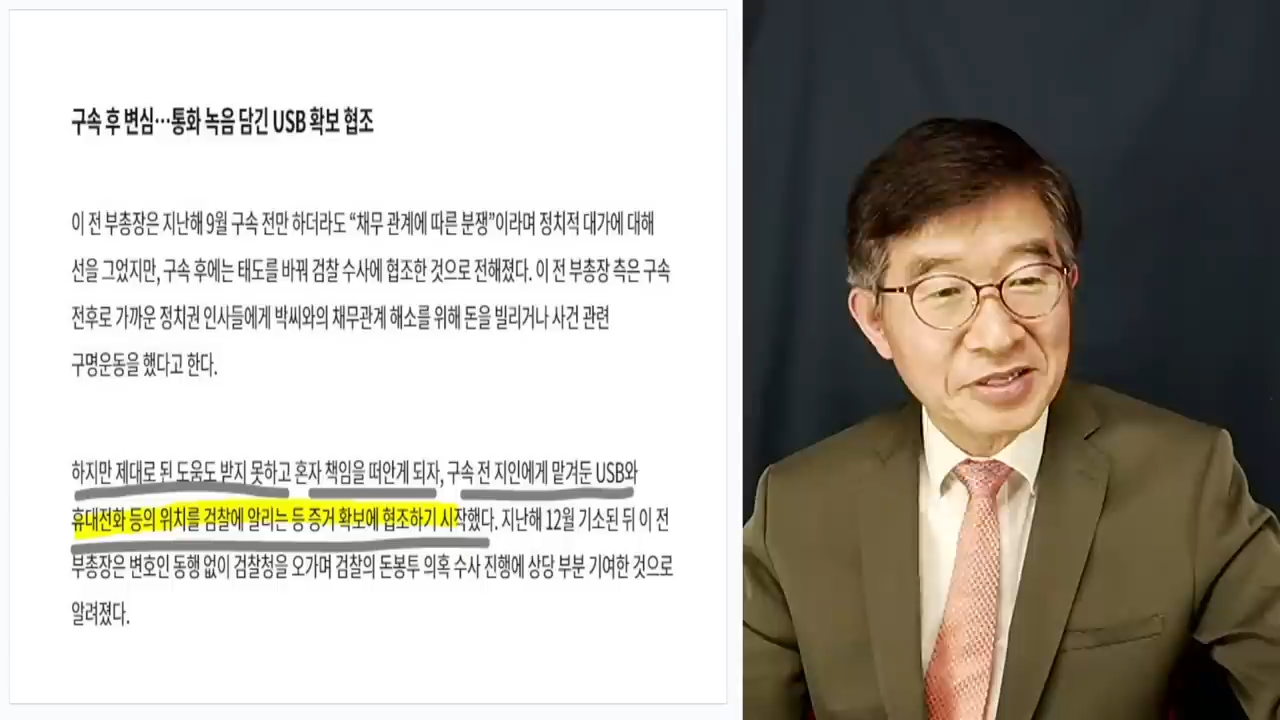 구속 후 변심…통화 녹음 담긴 USB 확보 협조
이 전 부총장은 지난해 9월 구속 전만 하더라도 “채무 관계에 따른 분쟁”이라며 정치적 대가에 대해
선을 그었지만, 구속 후에는 태도를 바꿔 검찰 수사에 협조한 것으로 전해졌다. 이 전 부총장 측은 구속
전후로 가까운 정치권 인사들에게 박씨와의 채무관계 해소를 위해 돈을 빌리거나 사건 관련
구명운동을 했다고 한다.
하지만 제대로 된 도움도 받지 못하고 혼자 책임을 떠안게 되자, 구속 전 지인에게 맡겨둔 USB와
휴대전화 등의 위치를 검찰에 알리는 등 증거 확보에 협조하기 시작했다. 지난해 12월 기소된 뒤 이 전
부총장은 변호인 동행 없이 검찰청을 오가며 검찰의 돈봉투 의혹 수사 진행에 상당 부분 기여한 것으로
알려졌다.